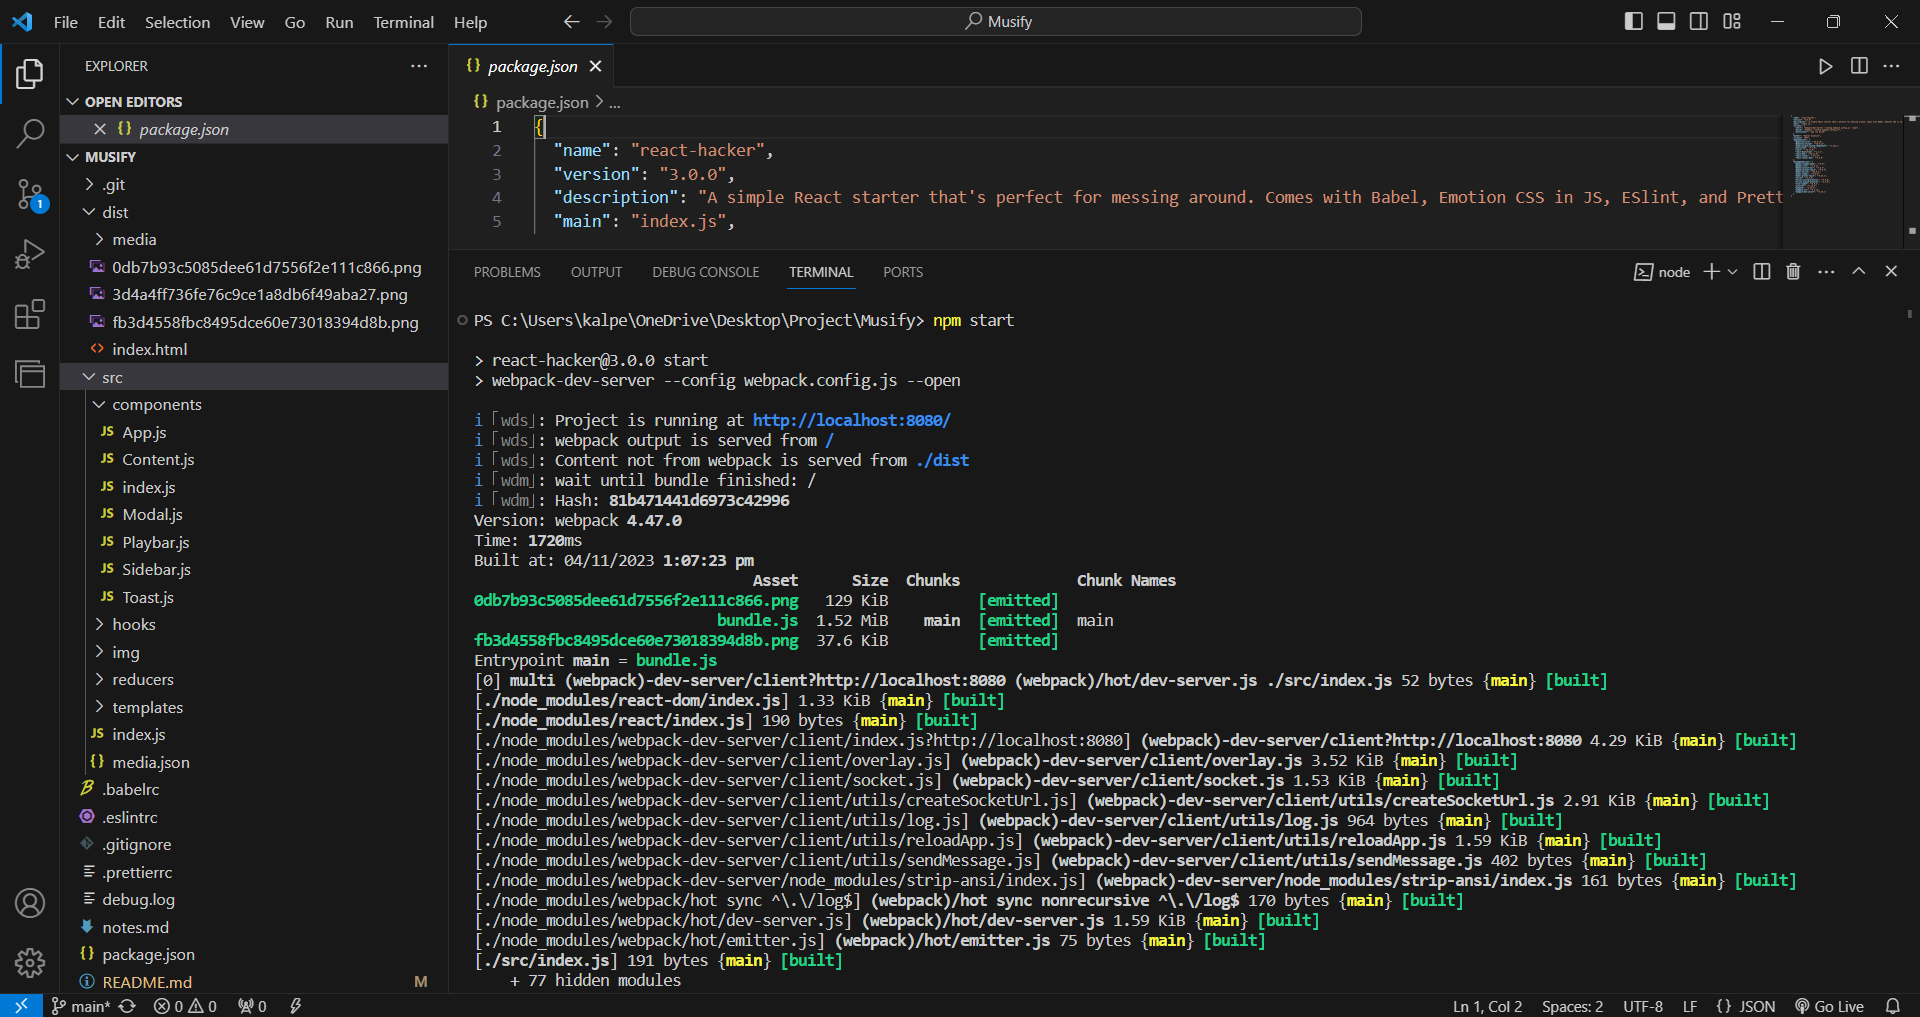 File Edit Selection View Go Run Terminal Help
Musify
EXPLORER
OPEN EDITORS
package.json
MUSIFY
.git
dist
media
0db7b93c5085dee61d7556f2e111c866.png
3d4a4ff736fe76c9ce1a8db6f49aba27.png
fb3d4558fbc8495dce60e73018394d8b.png
index.html
src
components
App.js
Content.js
index.js
Modal.js
Playbar.js
Sidebar.js
Toast.js
hooks
img
reducers
templates
index.js
media.json
.babelrc
.eslintrc
.gitignore
.prettierrc
debug.log
notes.md
package.json
README.md M
1
package.json
package.json > ...
1 {
2 "name": "react-hacker",
3 "version": "3.0.0",
4 "description": "A simple React starter that's perfect for messing around. Comes with Babel, Emotion CSS in JS, ESlint, and Prett
5 "main": "index.js",
PROBLEMS OUTPUT DEBUG CONSOLE TERMINAL PORTS
node
PS C:\Users\kalpe\OneDrive\Desktop\Project\Musify> npm start
> react-hacker@3.0.0 start
> webpack-dev-server --config webpack.config.js --open
i ｢wds｣: Project is running at http://localhost:8080/
i ｢wds｣: webpack output is served from /
i ｢wds｣: Content not from webpack is served from ./dist
i ｢wdm｣: wait until bundle finished: /
i ｢wdm｣: Hash: 81b471441d6973c42996
Version: webpack 4.47.0
Time: 1720ms
Built at: 04/11/2023 1:07:23 pm
Asset Size Chunks Chunk Names
0db7b93c5085dee61d7556f2e111c866.png 129 KiB [emitted]
bundle.js 1.52 MiB main [emitted] main
fb3d4558fbc8495dce60e73018394d8b.png 37.6 KiB [emitted]
Entrypoint main = bundle.js
[0] multi (webpack)-dev-server/client?http://localhost:8080 (webpack)/hot/dev-server.js ./src/index.js 52 bytes {main} [built]
[./node_modules/react-dom/index.js] 1.33 KiB {main} [built]
[./node_modules/react/index.js] 190 bytes {main} [built]
[./node_modules/webpack-dev-server/client/index.js?http://localhost:8080] (webpack)-dev-server/client?http://localhost:8080 4.29 KiB {main} [built]
[./node_modules/webpack-dev-server/client/overlay.js] (webpack)-dev-server/client/overlay.js 3.52 KiB {main} [built]
[./node_modules/webpack-dev-server/client/socket.js] (webpack)-dev-server/client/socket.js 1.53 KiB {main} [built]
[./node_modules/webpack-dev-server/client/utils/createSocketUrl.js] (webpack)-dev-server/client/utils/createSocketUrl.js 2.91 KiB {main} [built]
[./node_modules/webpack-dev-server/client/utils/log.js] (webpack)-dev-server/client/utils/log.js 964 bytes {main} [built]
[./node_modules/webpack-dev-server/client/utils/reloadApp.js] (webpack)-dev-server/client/utils/reloadApp.js 1.59 KiB {main} [built]
[./node_modules/webpack-dev-server/client/utils/sendMessage.js] (webpack)-dev-server/client/utils/sendMessage.js 402 bytes {main} [built]
[./node_modules/webpack-dev-server/node_modules/strip-ansi/index.js] (webpack)-dev-server/node_modules/strip-ansi/index.js 161 bytes {main} [built]
[./node_modules/webpack/hot sync ^\.\/log$] (webpack)/hot sync nonrecursive ^\.\/log$ 170 bytes {main} [built]
[./node_modules/webpack/hot/dev-server.js] (webpack)/hot/dev-server.js 1.59 KiB {main} [built]
[./node_modules/webpack/hot/emitter.js] (webpack)/hot/emitter.js 75 bytes {main} [built]
[./src/index.js] 191 bytes {main} [built]
+ 77 hidden modules
main* 0 0 0 Ln 1, Col 2 Spaces: 2 UTF-8 LF {} JSON Go Live